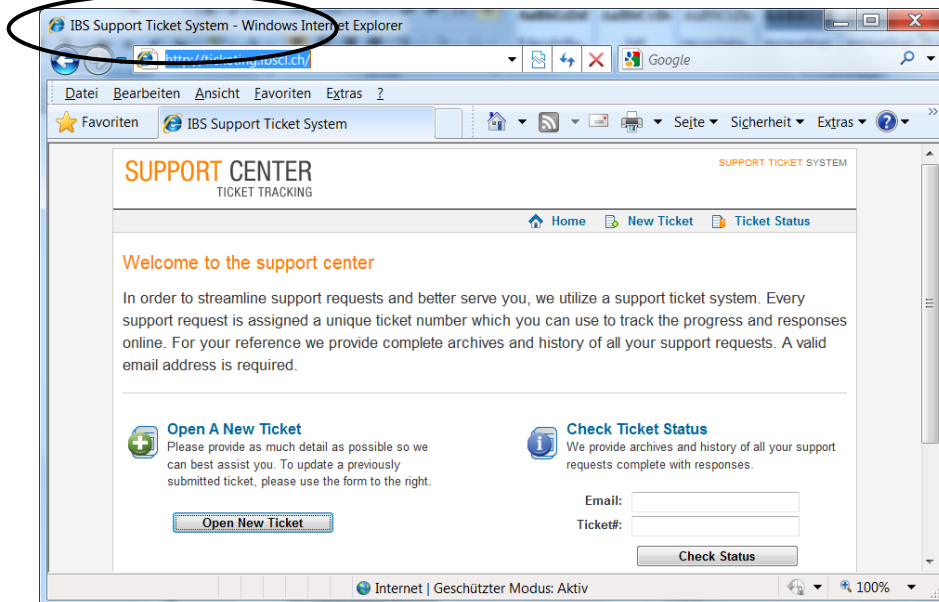 IBS Support Ticket System - Windows Internet Explorer
http://ticketing.ibscl.ch/
Google
Datei Bearbeiten Ansicht Favoriten Extras ?
Favoriten IBS Support Ticket System Seite Sicherheit Extras »
SUPPORT CENTER
TICKET TRACKING
SUPPORT TICKET SYSTEM
Home New Ticket Ticket Status
Welcome to the support center
In order to streamline support requests and better serve you, we utilize a support ticket system. Every
support request is assigned a unique ticket number which you can use to track the progress and responses
online. For your reference we provide complete archives and history of all your support requests. A valid
email address is required.
Open A New Ticket
Please provide as much detail as possible so we
can best assist you. To update a previously
submitted ticket, please use the form to the right.
Open New Ticket
Check Ticket Status
We provide archives and history of all your support
requests complete with responses.
Email:
Ticket#:
Check Status
Internet | Geschützter Modus: Aktiv 100%